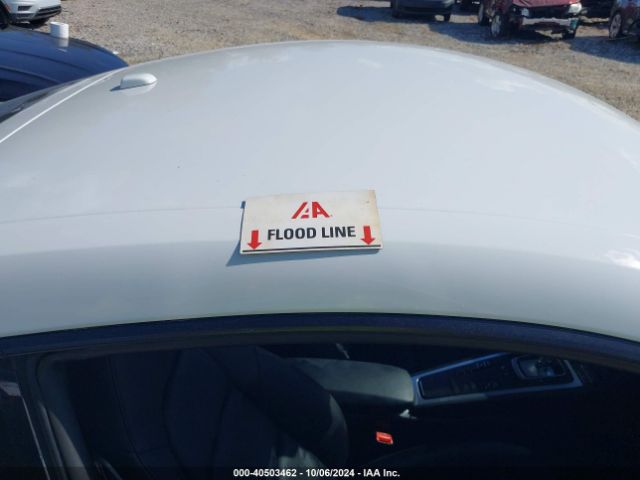 IAA
FLOOD LINE
000-40503462 - 10/06/2024 - IAA Inc.